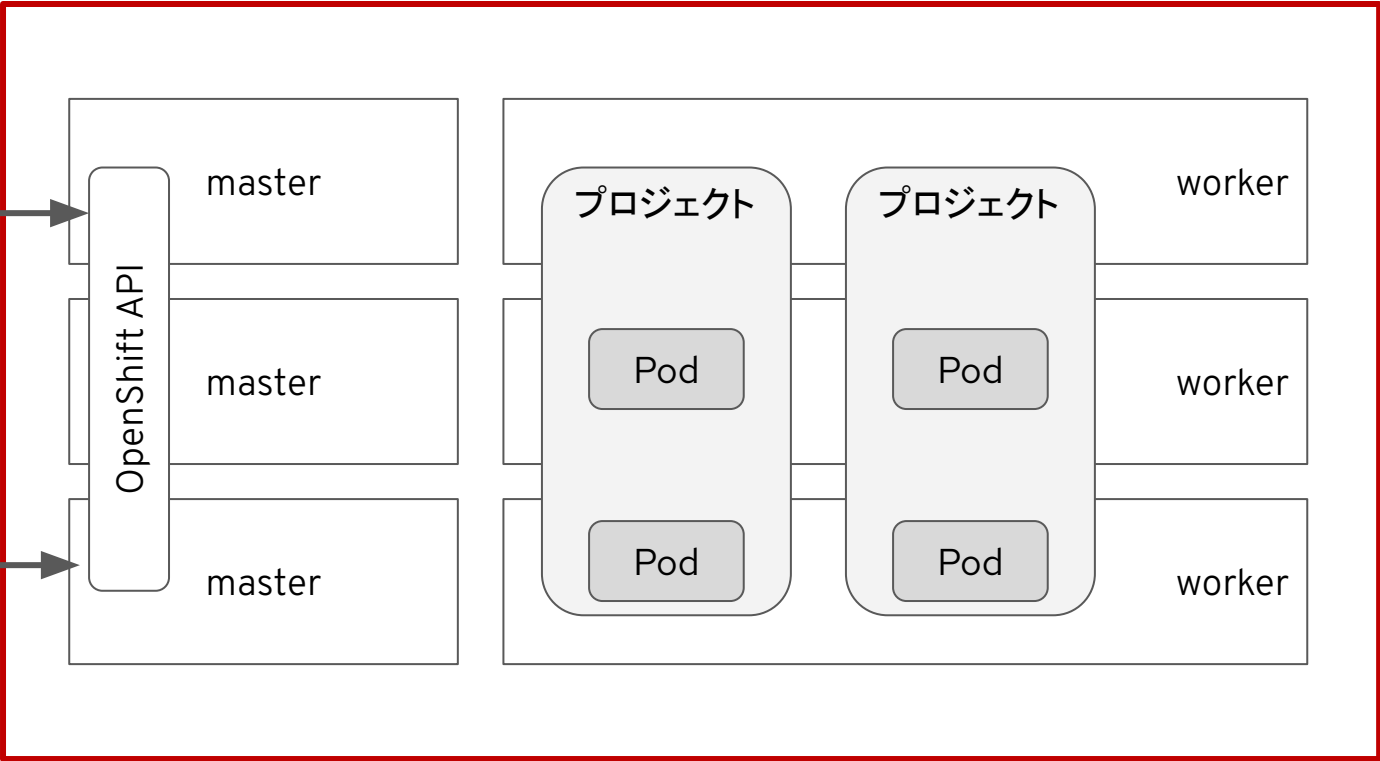 master
プロジェクト
プロジェクト
worker
OpenShift API
master
Pod
Pod
worker
master
Pod
Pod
worker